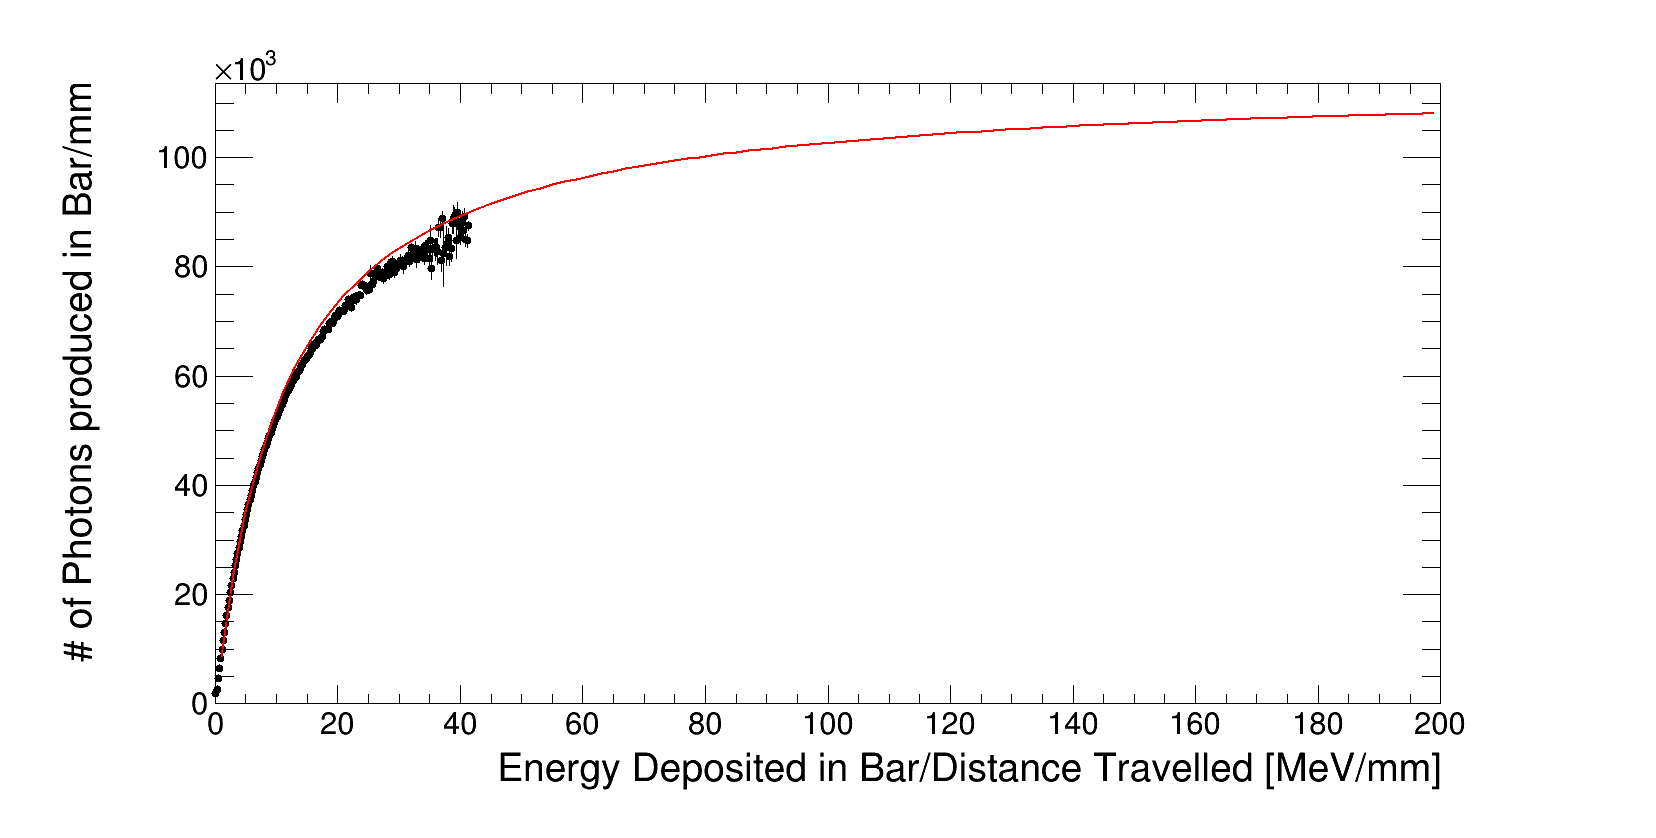 ×10³
# of Photons produced in Bar/mm
100
80
60
40
20
0
0 20 40 60 80 100 120 140 160 180 200
Energy Deposited in Bar/Distance Travelled [MeV/mm]